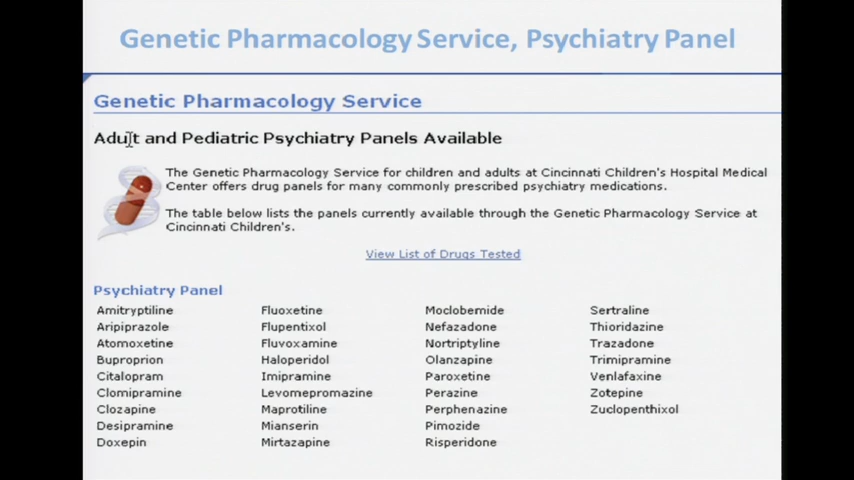 Genetic Pharmacology Service, Psychiatry Panel
Genetic Pharmacology Service
Adult and Pediatric Psychiatry Panels Available
The Genetic Pharmacology Service for children and adults at Cincinnati Children's Hospital Medical
Center offers drug panels for many commonly prescribed psychiatry medications.
The table below lists the panels currently available through the Genetic Pharmacology Service at
Cincinnati Children's.
View List of Drugs Tested
Psychiatry Panel
Amitryptiline Fluoxetine Moclobemide Sertraline
Aripiprazole Flupentixol Nefazadone Thioridazine
Atomoxetine Fluvoxamine Nortriptyline Trazadone
Buproprion Haloperidol Olanzapine Trimipramine
Citalopram Imipramine Paroxetine Venlafaxine
Clomipramine Levomepromazine Perazine Zotepine
Clozapine Maprotiline Perphenazine Zuclopenthixol
Desipramine Mianserin Pimozide
Doxepin Mirtazapine Risperidone